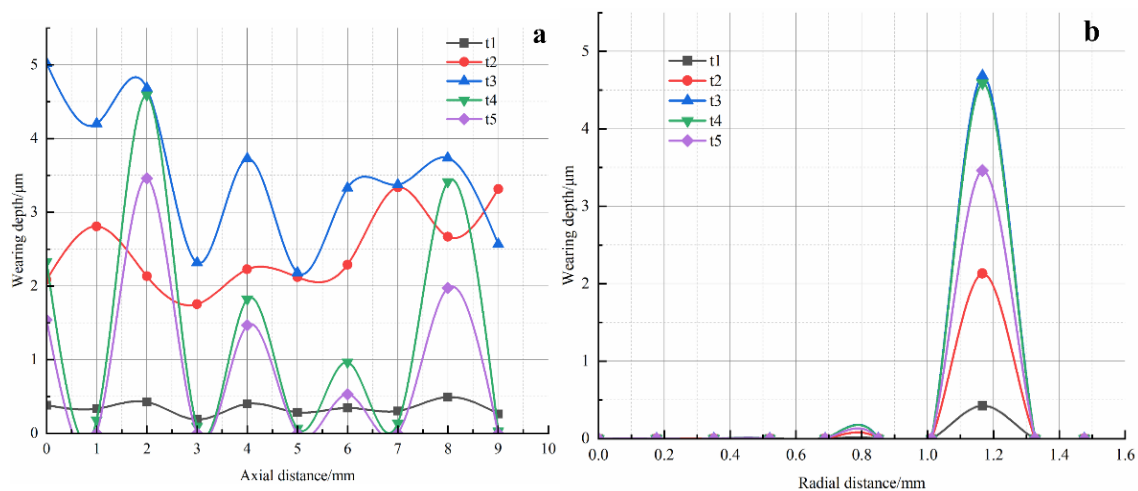 a
t1
t2
t3
t4
t5
5
4
3
2
1
0
Wearing depth/μm
0 1 2 3 4 5 6 7 8 9 10
Axial distance/mm
b
t1
t2
t3
t4
t5
5
4
3
2
1
0
Wearing depth/μm
0.0 0.2 0.4 0.6 0.8 1.0 1.2 1.4 1.6
Radial distance/mm